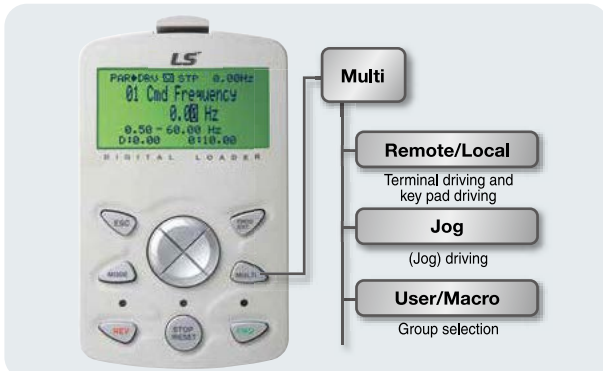 LS
PAR➧DRV STP 0.00Hz
01 Cmd Frequency
0.00 Hz
0.50 - 60.00 Hz
D:0.00 0:10.00
DIGITAL LOADER
ESC
PROG ENT
MODE
MULTI
REV
STOP RESET
FWD
Multi
Remote/Local
Terminal driving and
key pad driving
Jog
(Jog) driving
User/Macro
Group selection